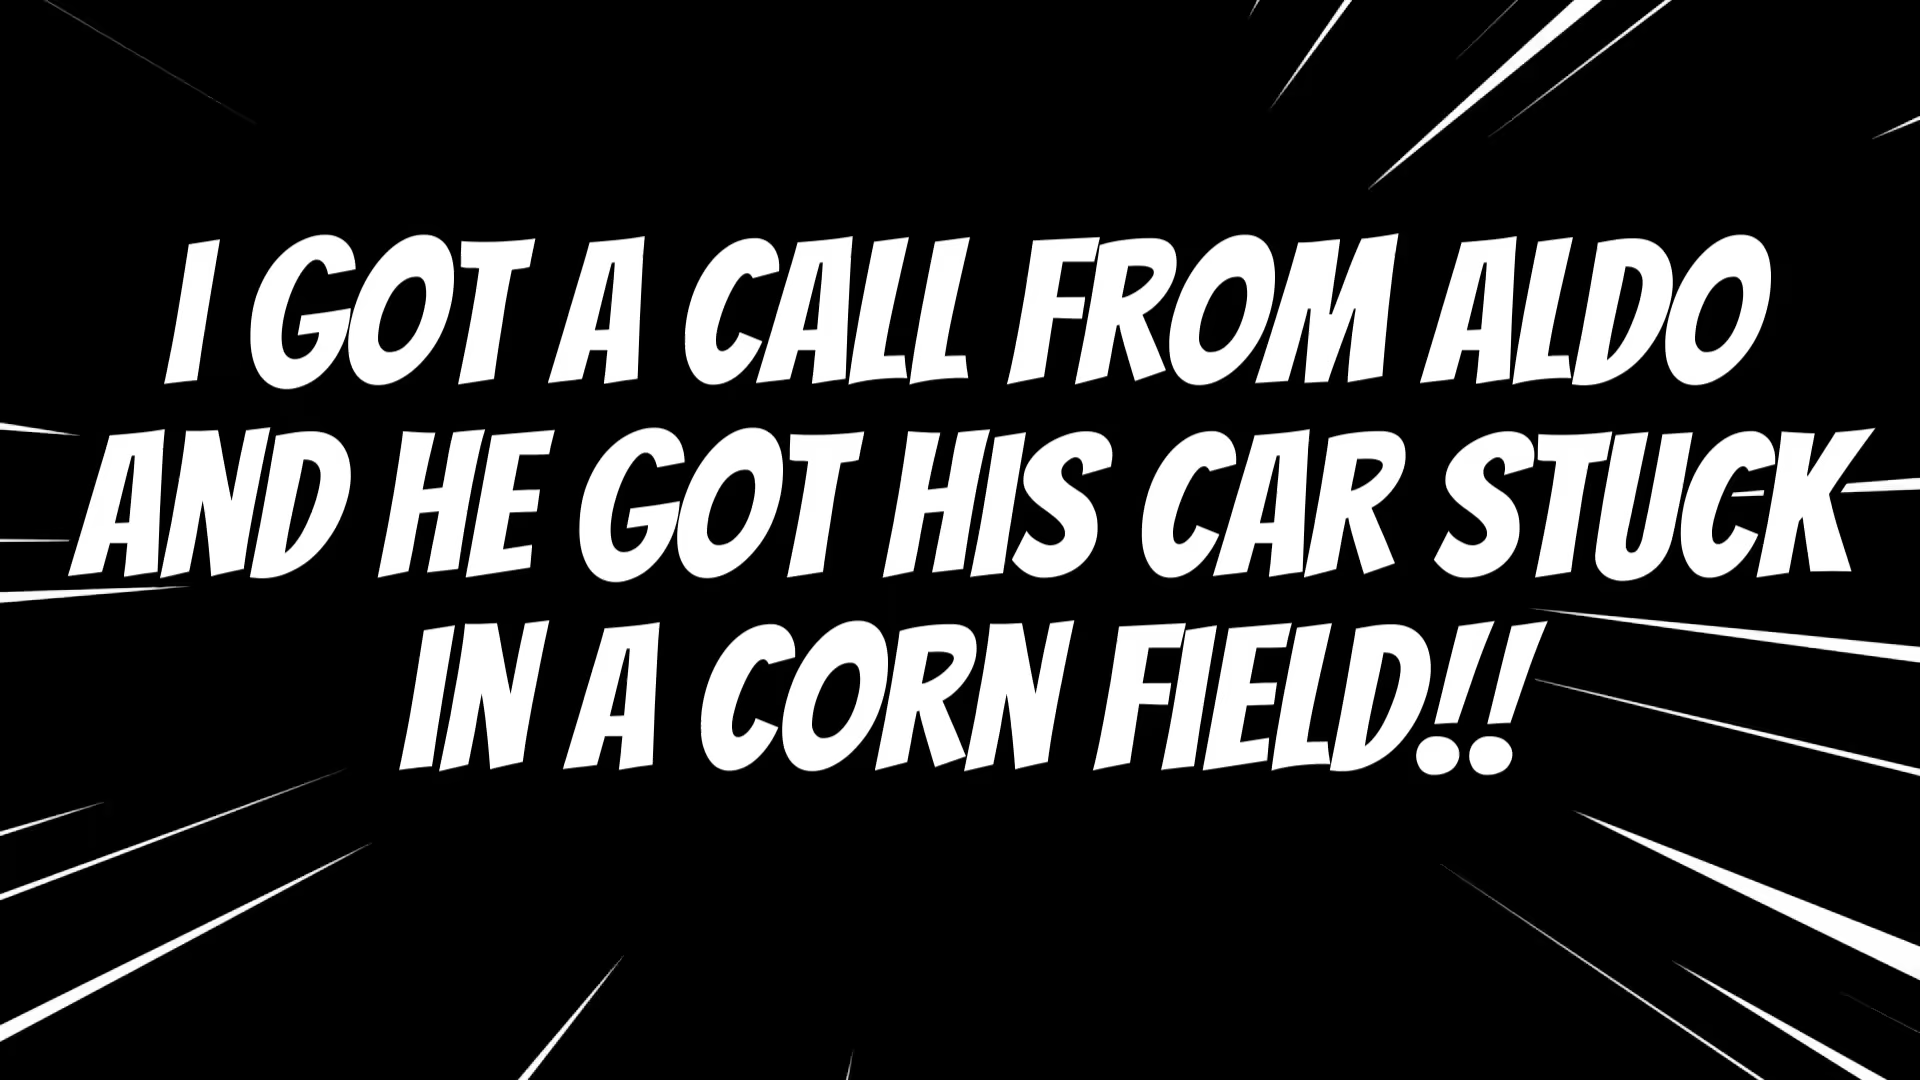 I GOT A CALL FROM ALDO
AND HE GOT HIS CAR STUCK
IN A CORN FIELD!!